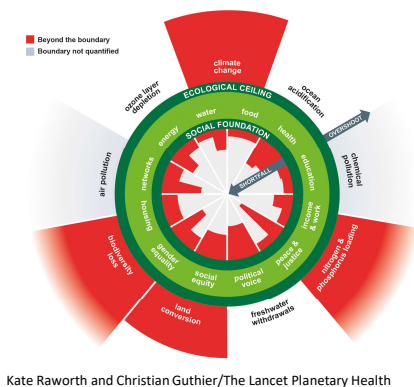 Beyond the boundary
Boundary not quantified
climate
change
ozone layer
depletion
ocean
acidification
ECOLOGICAL CEILING
water
food
energy
health
SOCIAL FOUNDATION
OVERSHOOT
air pollution
networks
education
chemical
pollution
SHORTFALL
housing
income
& work
gender
equality
peace &
justice
social
equity
political
voice
biodiversity
loss
nitrogen &
phosphorus loading
land
conversion
freshwater
withdrawals
Kate Raworth and Christian Guthier/The Lancet Planetary Health